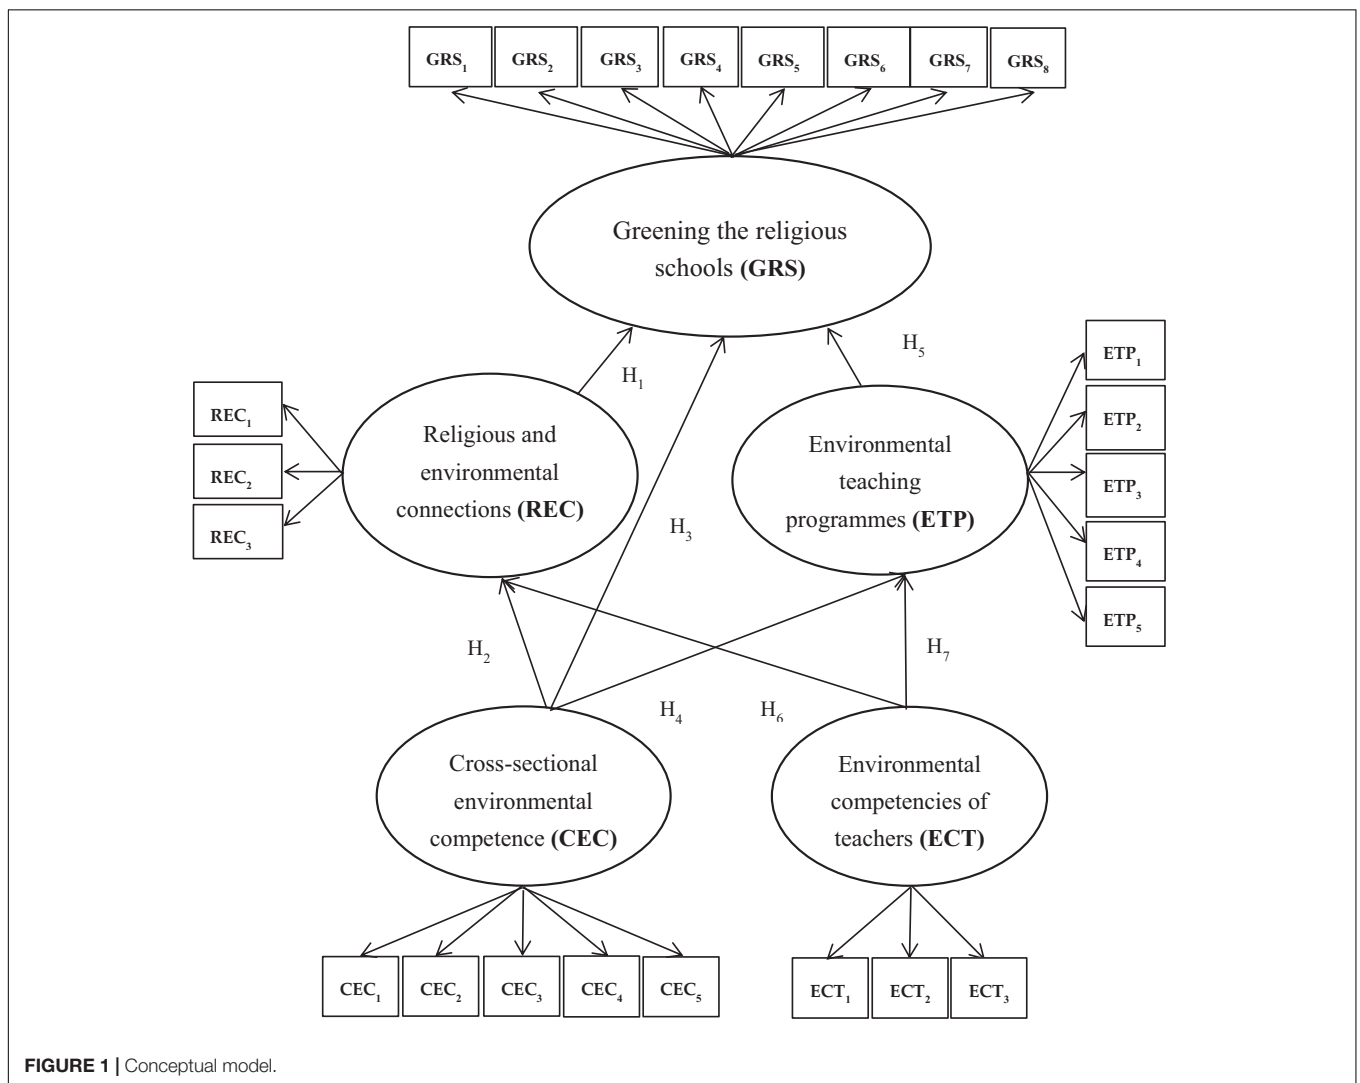 GRS₁ GRS₂ GRS₃ GRS₄ GRS₅ GRS₆ GRS₇ GRS₈
Greening the religious
schools (GRS)
H₁
H₅
REC₁
REC₂
REC₃
Religious and
environmental
connections (REC)
H₃
Environmental
teaching
programmes (ETP)
ETP₁
ETP₂
ETP₃
ETP₄
ETP₅
H₂
H₄
H₆
H₇
Cross-sectional
environmental
competence (CEC)
Environmental
competencies of
teachers (ECT)
CEC₁ CEC₂ CEC₃ CEC₄ CEC₅
ECT₁ ECT₂ ECT₃
FIGURE 1 | Conceptual model.